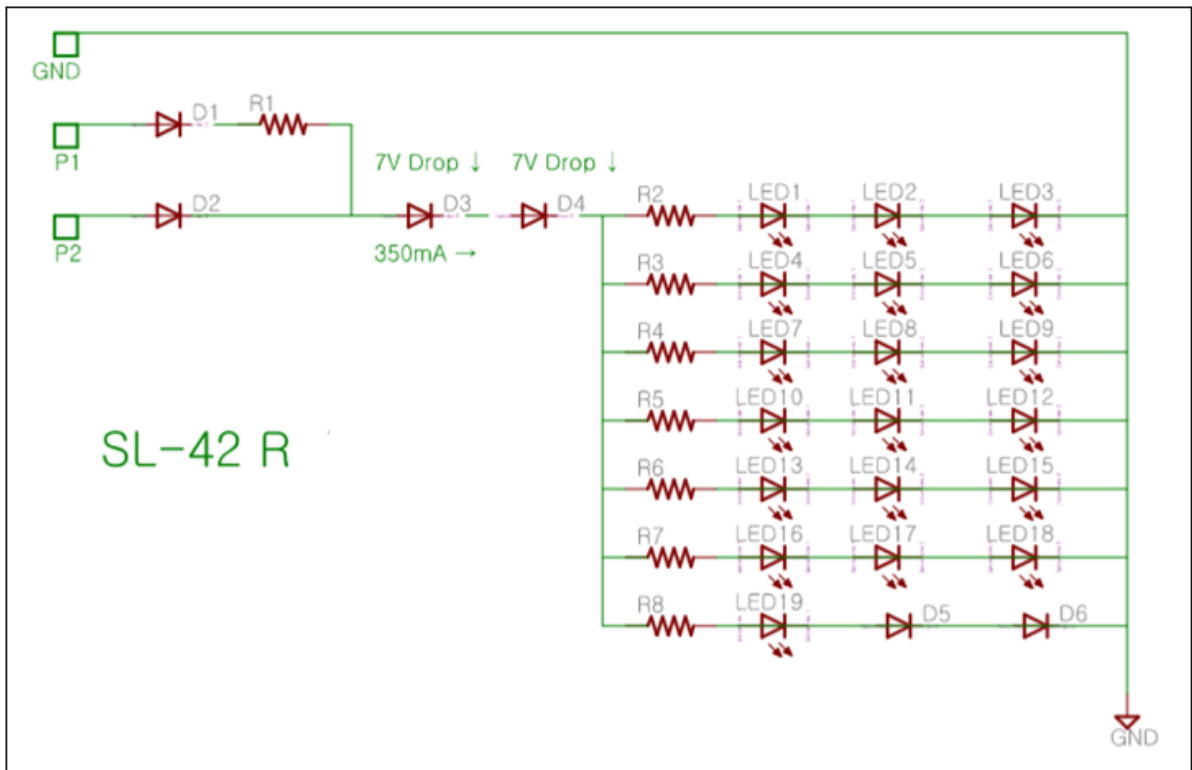 GND
D1
R1
P1
7V Drop ↓
7V Drop ↓
D2
D3
D4
P2
350mA →
R2
LED1
LED2
LED3
R3
LED4
LED5
LED6
R4
LED7
LED8
LED9
R5
LED10
LED11
LED12
SL-42 R
R6
LED13
LED14
LED15
R7
LED16
LED17
LED18
R8
LED19
D5
D6
GND